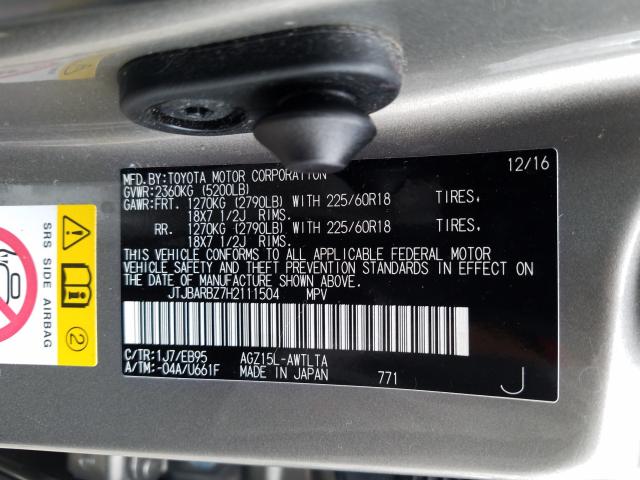 MFD.BY:TOYOTA MOTOR CORPORATION 12/16
GVWR:2360KG (5200LB)
GAWR:FRT. 1270KG (2790LB) WITH 225/60R18 TIRES,
18X7 1/2J RIMS.
RR. 1270KG (2790LB) WITH 225/60R18 TIRES,
18X7 1/2J RIMS.
THIS VEHICLE CONFORMS TO ALL APPLICABLE FEDERAL MOTOR
VEHICLE SAFETY AND THEFT PREVENTION STANDARDS IN EFFECT ON
THE DATE OF MANUFACTURE SHOWN ABOVE.
JTJBARBZ7H2111504 MPV
C/TR:1J7/EB95 AGZ15L-AWTLTA
A/TM:-04A/U661F MADE IN JAPAN 771 J
SRS SIDE AIRBAG
2